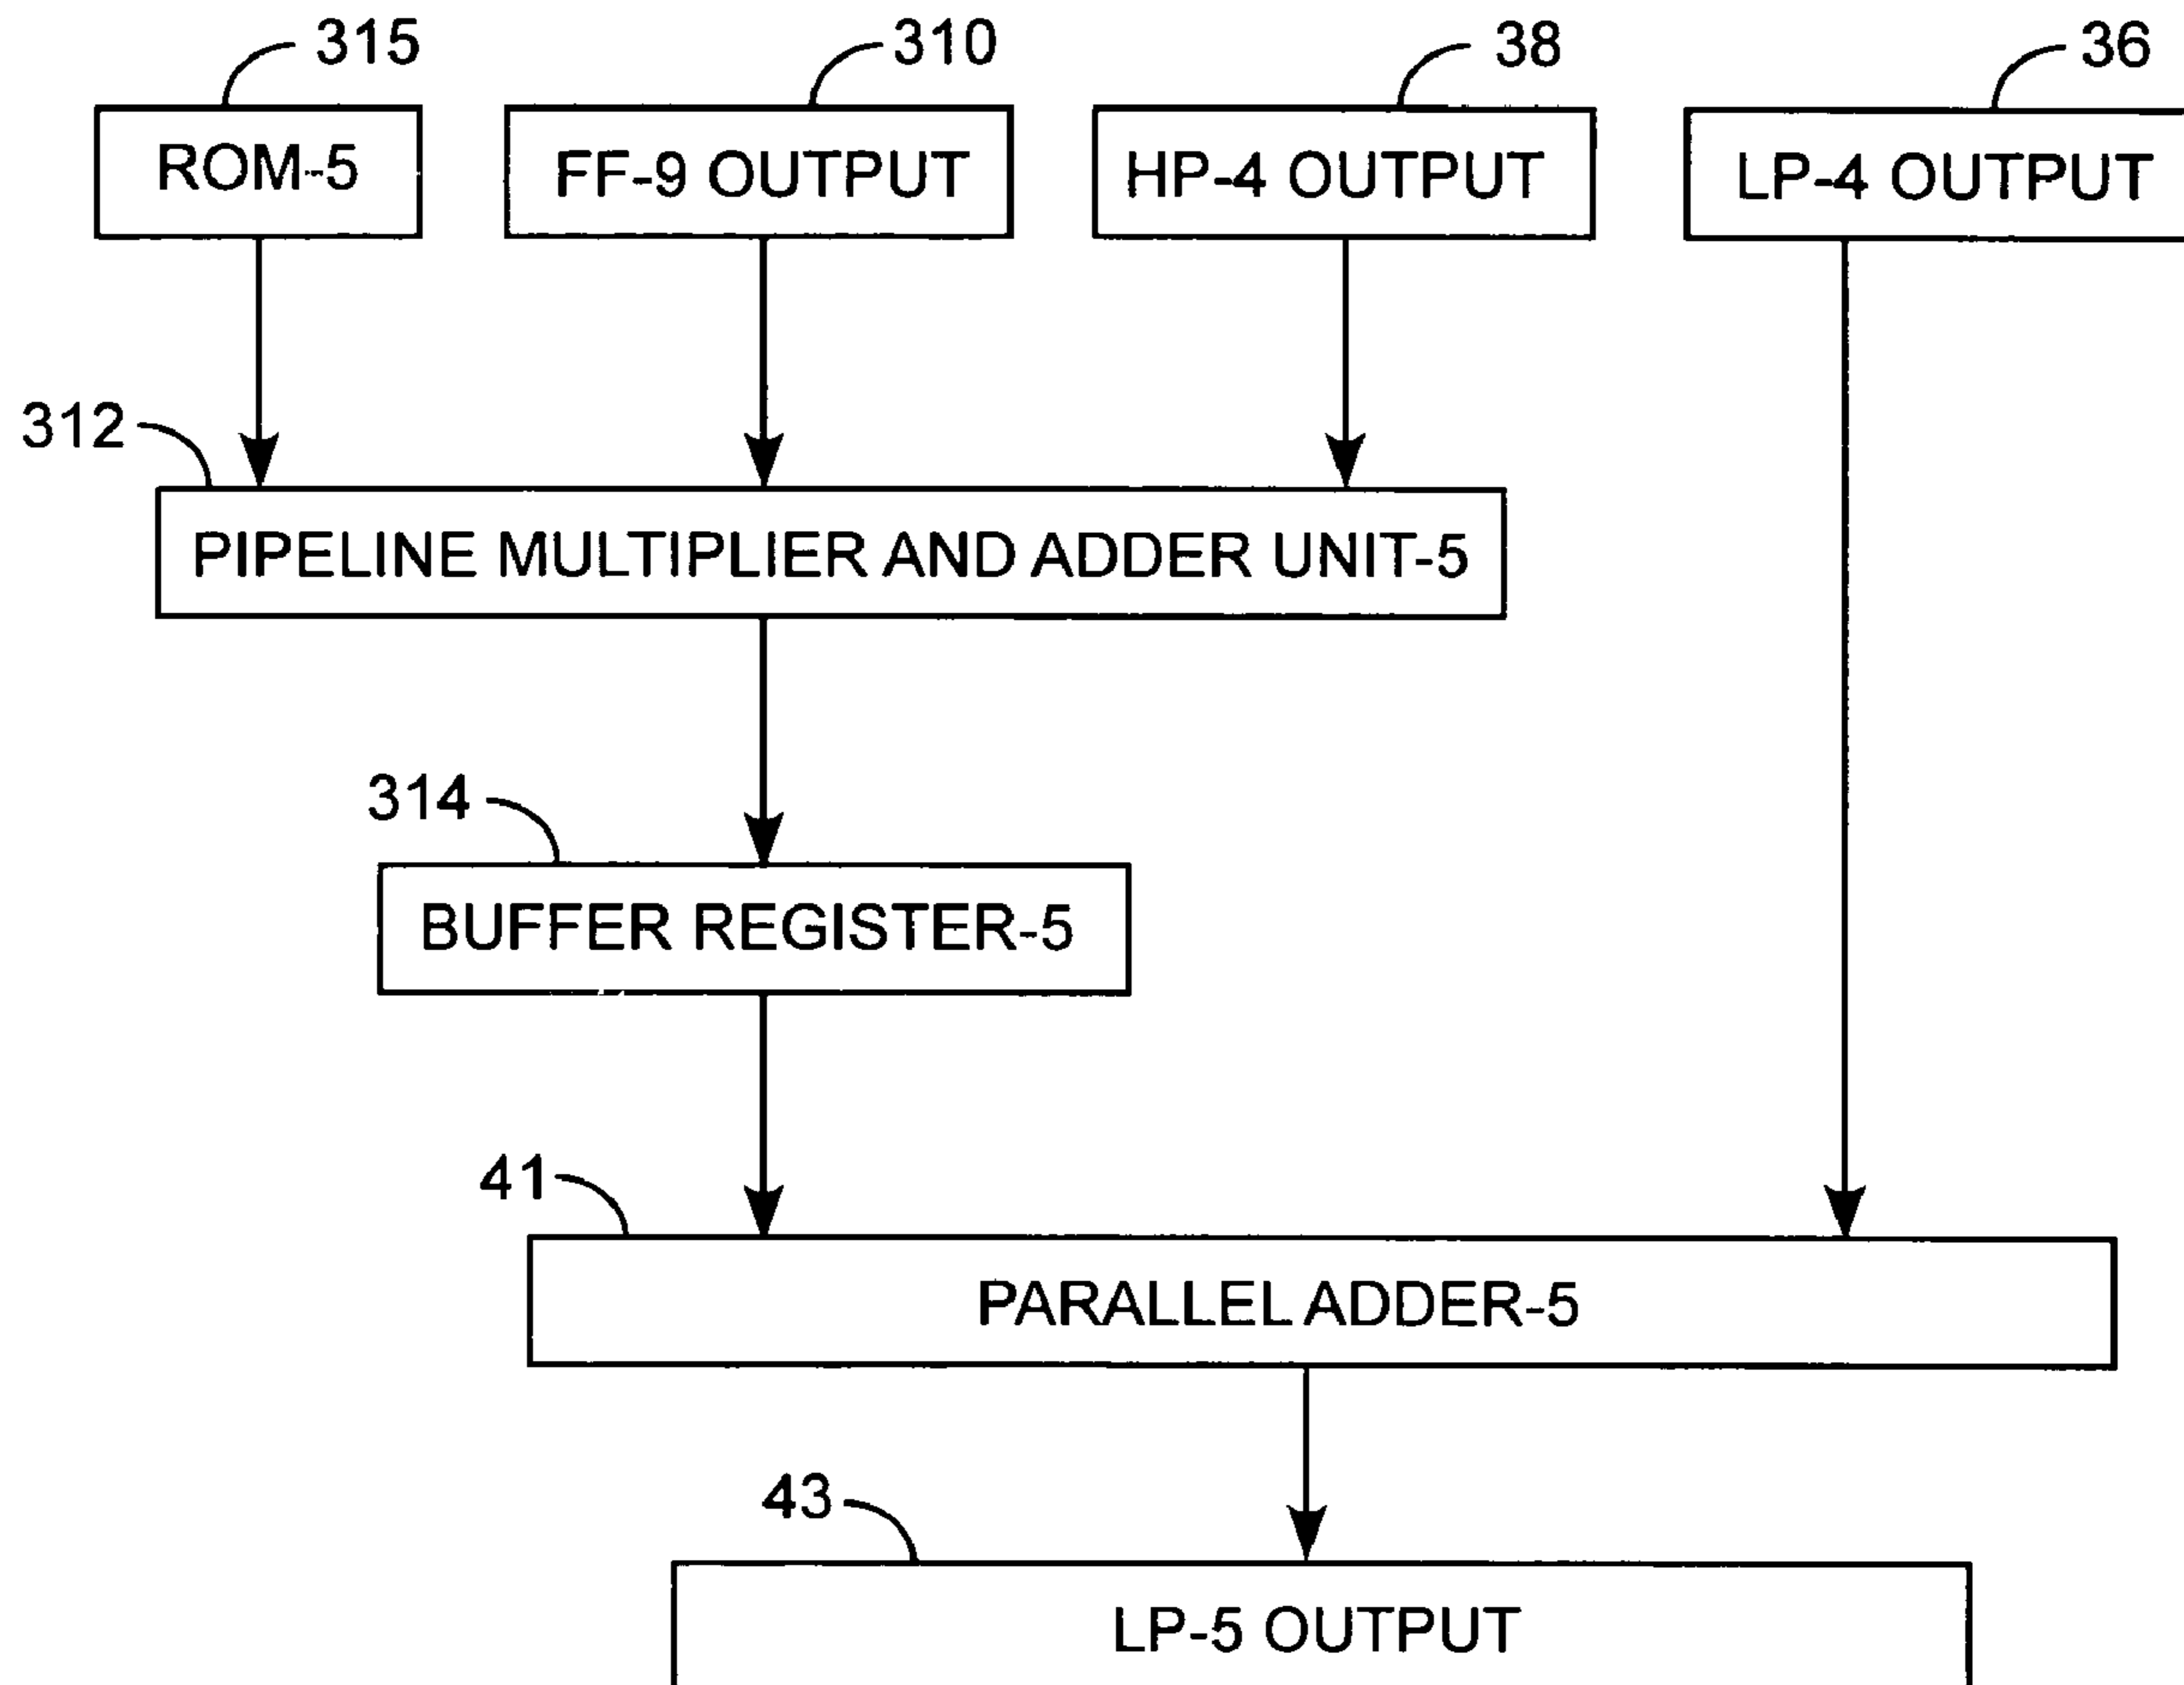 315
310
38
36
ROM-5
FF-9 OUTPUT
HP-4 OUTPUT
LP-4 OUTPUT
312
PIPELINE MULTIPLIER AND ADDER UNIT-5
314
BUFFER REGISTER-5
41
PARALLEL ADDER-5
43
LP-5 OUTPUT